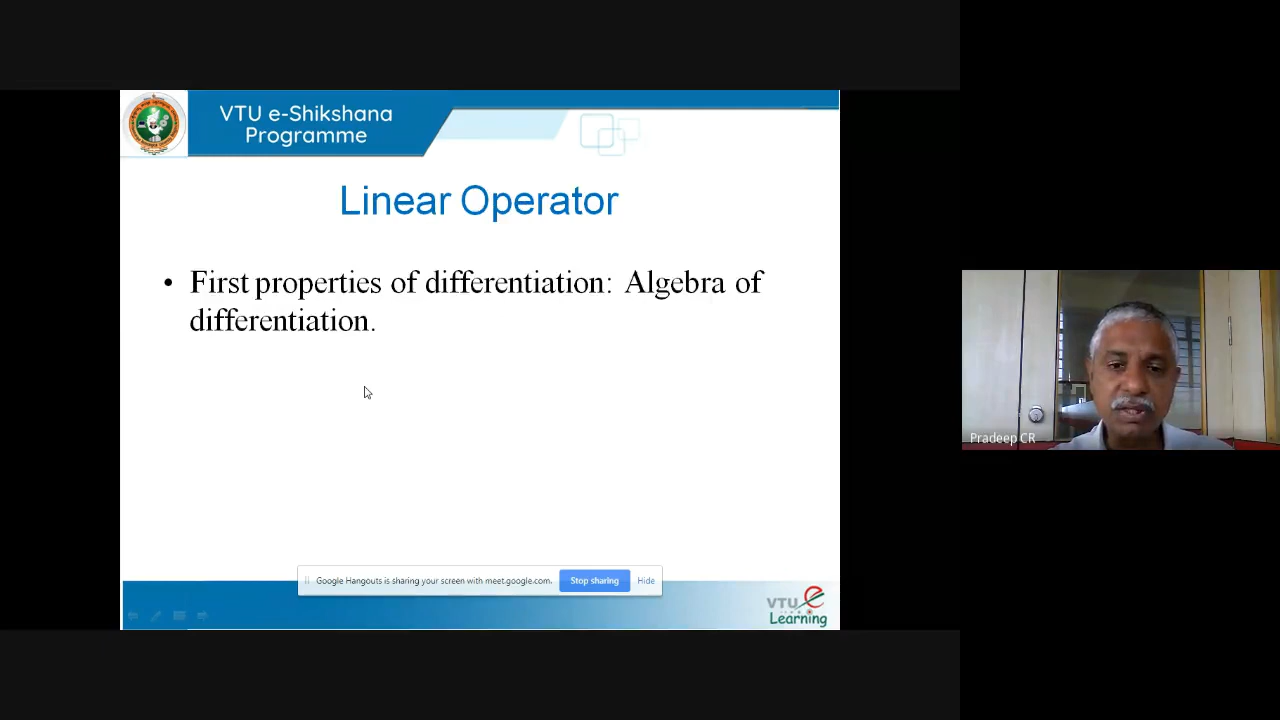 VTU e-Shikshana
Programme
Linear Operator
• First properties of differentiation: Algebra of
differentiation.
Pradeep CR
Google Hangouts is sharing your screen with meet.google.com.
Stop sharing
Hide
VTU e
Learning